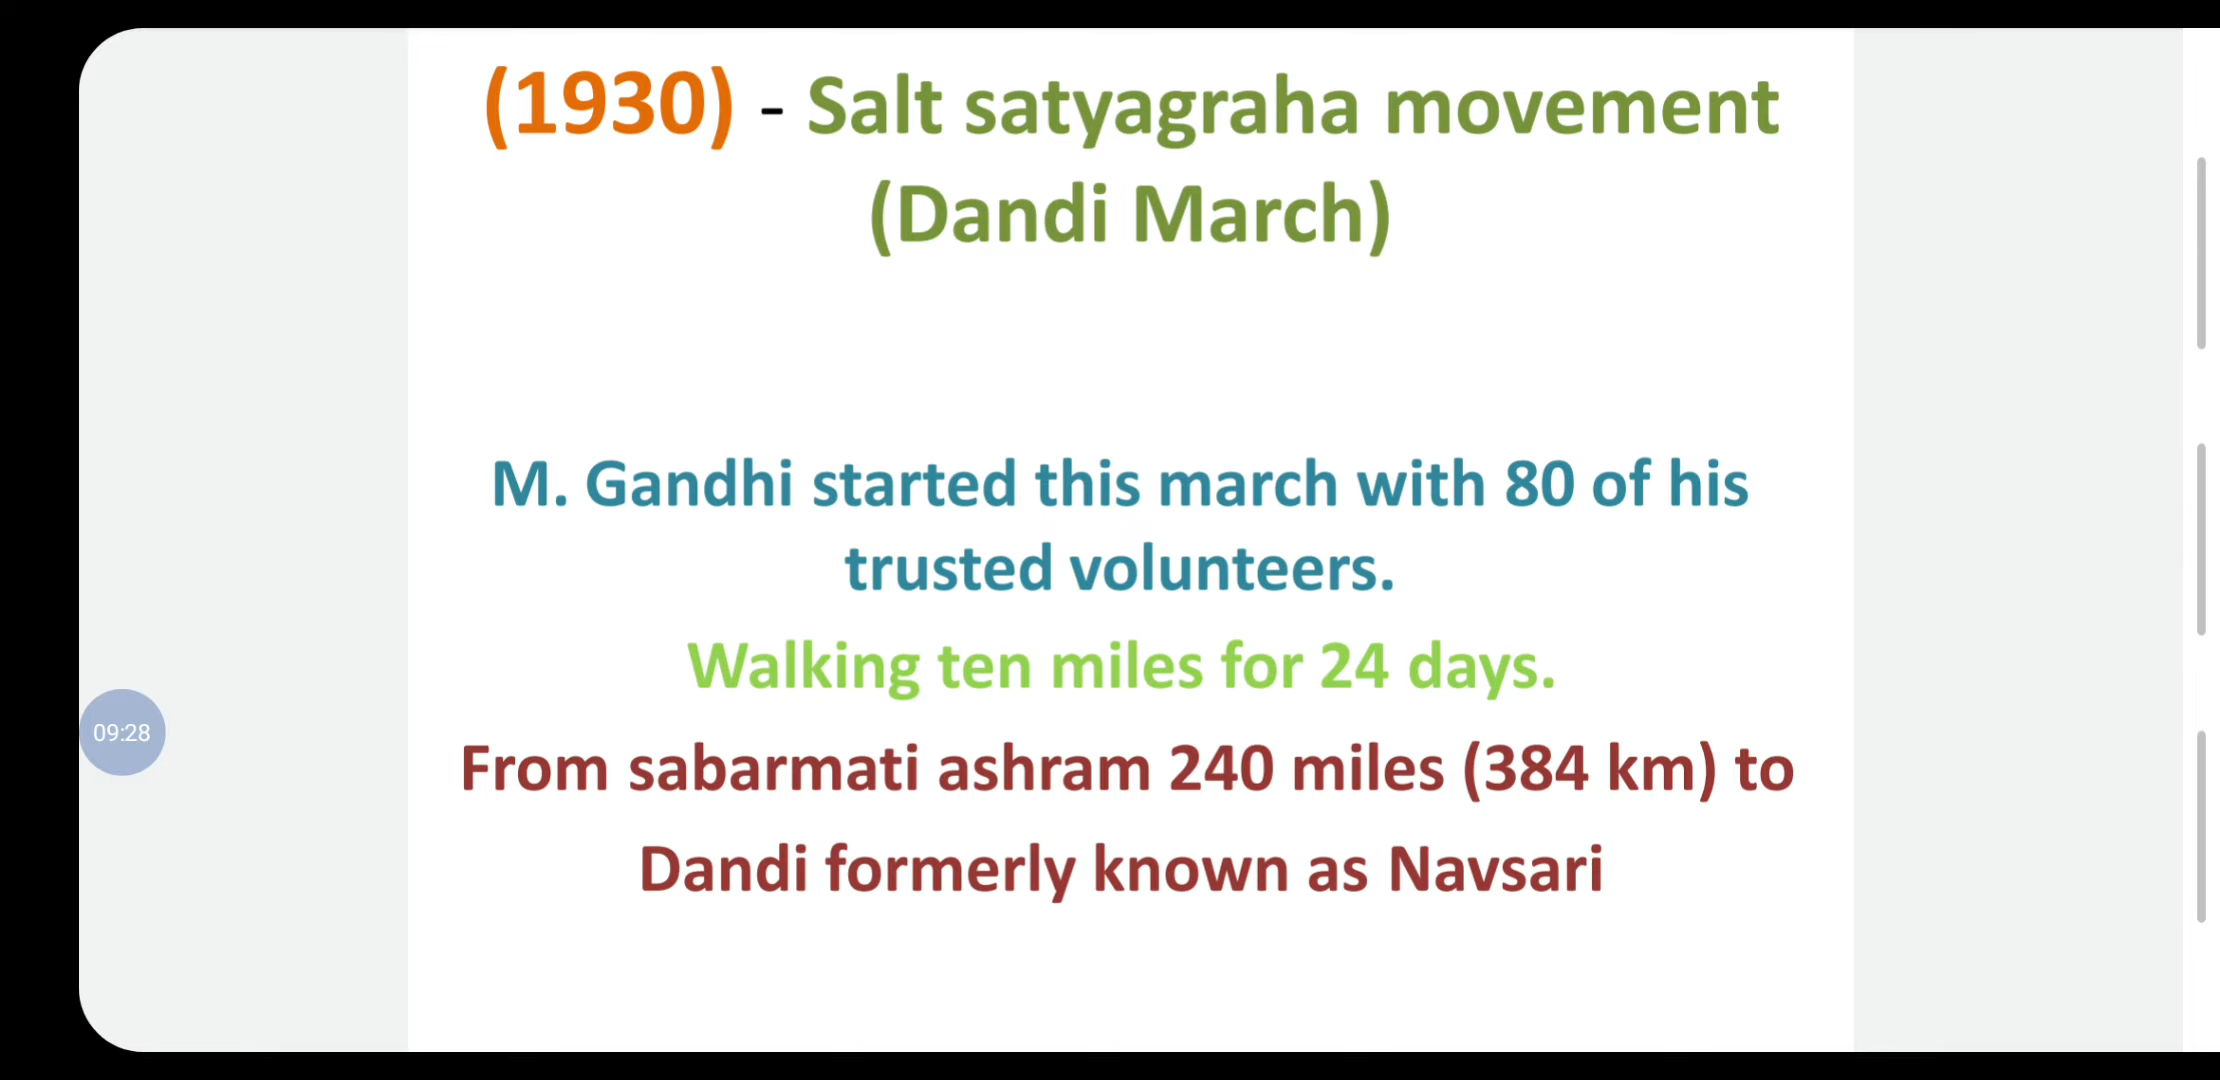 (1930) - Salt satyagraha movement
(Dandi March)
M. Gandhi started this march with 80 of his
trusted volunteers.
Walking ten miles for 24 days.
From sabarmati ashram 240 miles (384 km) to
Dandi formerly known as Navsari
09:28